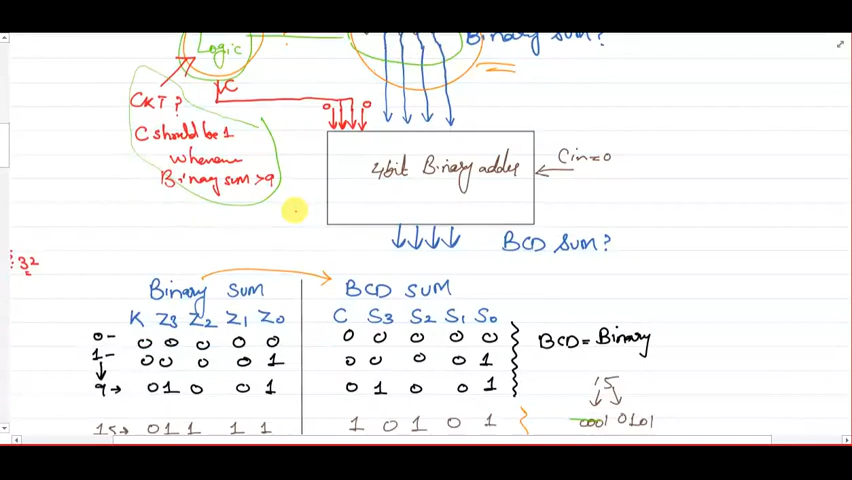 Logic
Binary Sum?
C
CKT?
C should be 1
whenever
Binary sum >9
0 0
4bit Binary adder
Cin=0
BCD Sum?
32
Binary SUM
BCD SUM
K Z3 Z2 Z1 Z0
C S3 S2 S1 S0
0- 0 0 0 0 0
0 0 0 0 0
BCD = Binary
1- 0 0 0 0 1
0 0 0 0 1
9→ 0 1 0 0 1
0 1 0 0 1
15
15→ 0 1 1 1 1
1 0 1 0 1
0001 0101